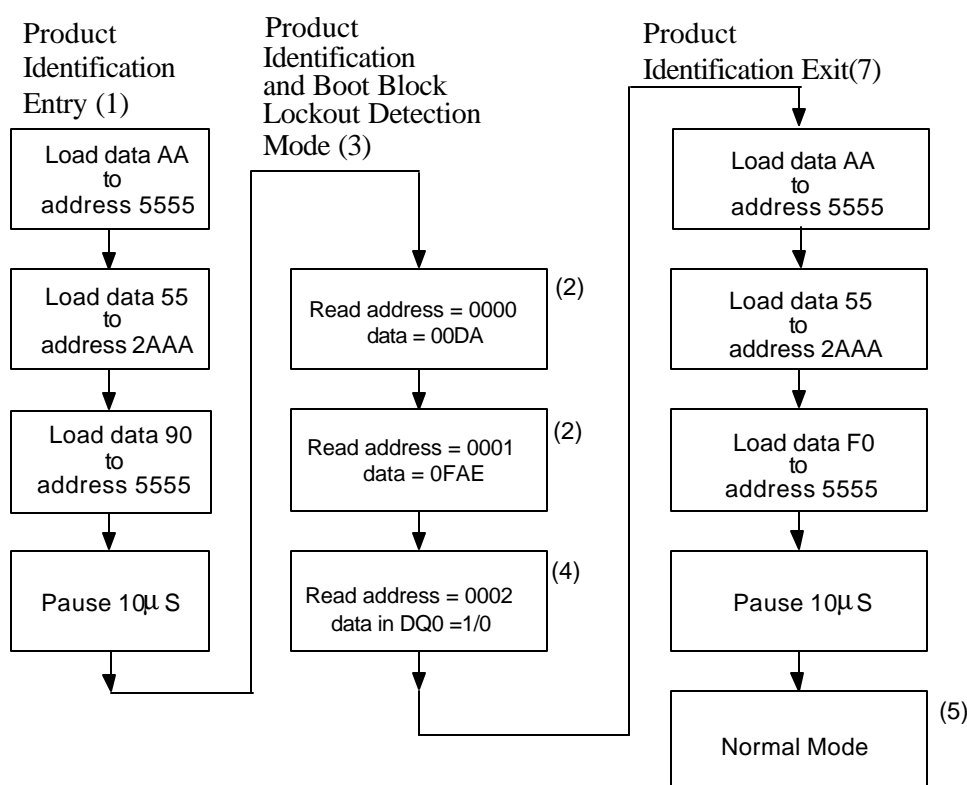 Product
Identification
Entry (1)
Load data AA
to
address 5555
Load data 55
to
address 2AAA
Load data 90
to
address 5555
Pause 10μ S
Product
Identification
and Boot Block
Lockout Detection
Mode (3)
Read address = 0000
data = 00DA
(2)
Read address = 0001
data = 0FAE
(2)
Read address = 0002
data in DQ0 =1/0
(4)
Product
Identification Exit(7)
Load data AA
to
address 5555
Load data 55
to
address 2AAA
Load data F0
to
address 5555
Pause 10μ S
Normal Mode
(5)